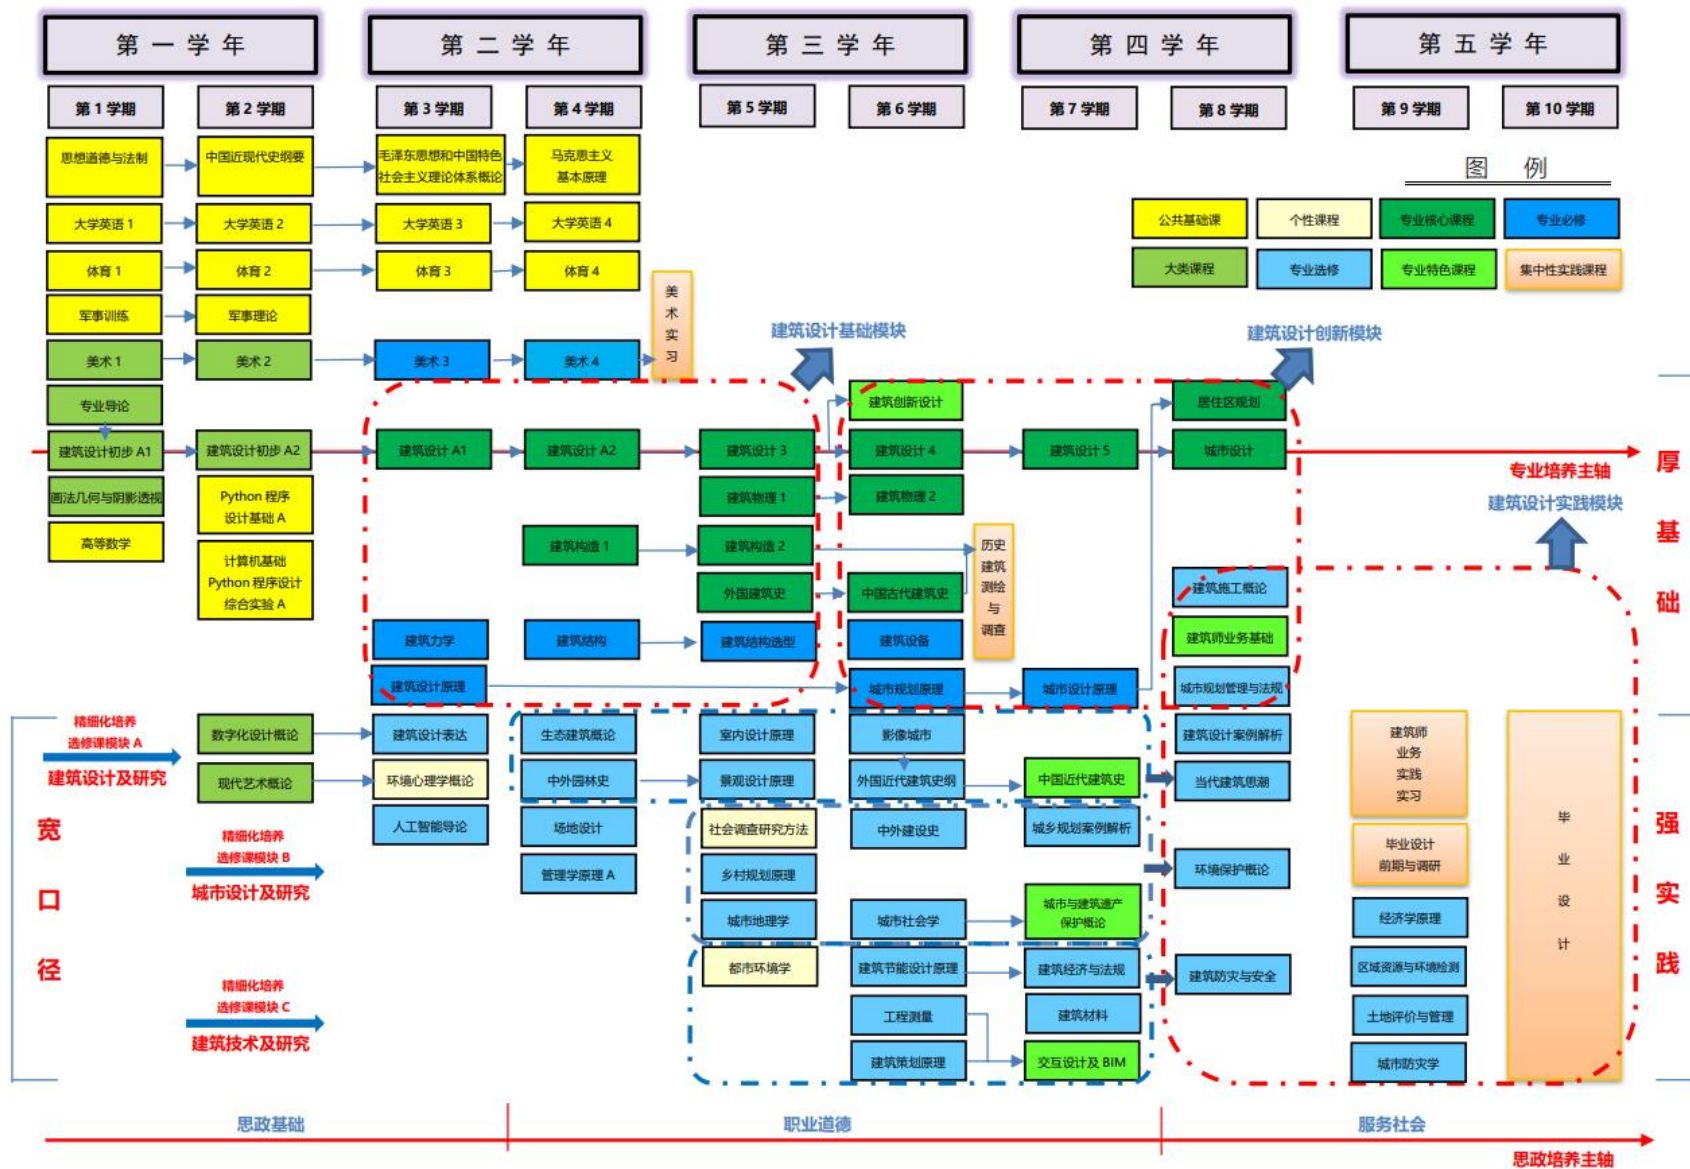 第一学年
第二学年
第三学年
第四学年
第五学年
第1学期
第2学期
第3学期
第4学期
第5学期
第6学期
第7学期
第8学期
第9学期
第10学期
思想道德与法制
中国近现代史纲要
毛泽东思想和中国特色
社会主义理论体系概论
马克思主义
基本原理
图例
大学英语1
大学英语2
大学英语3
大学英语4
公共基础课
个性课程
专业核心课程
专业必修
体育1
体育2
体育3
体育4
大类课程
专业选修
专业特色课程
集中性实践课程
美
术
实
习
军事训练
军事理论
建筑设计基础模块
建筑设计创新模块
美术1
美术2
美术3
美术4
专业导论
建筑创新设计
居住区规划
建筑设计初步A1
建筑设计初步A2
建筑设计A1
建筑设计A2
建筑设计3
建筑设计4
建筑设计5
城市设计
专业培养主轴
厚
基
础
画法几何与阴影透视
Python程序
设计基础A
建筑物理1
建筑物理2
建筑设计实践模块
高等数学
计算机基础
Python程序设计
综合实验A
建筑构造1
建筑构造2
历史
建筑
测绘
与
调查
外国建筑史
中国古代建筑史
建筑施工概论
建筑力学
建筑结构
建筑结构选型
建筑设备
建筑师业务基础
建筑设计原理
城市规划原理
城市设计原理
城市规划管理与法规
精细化培养
选修课模块A
建筑设计及研究
数字化设计概论
建筑设计表达
生态建筑概论
室内设计原理
影像城市
建筑设计案例解析
建筑师
业务
实践
实习
现代艺术概论
环境心理学概论
中外园林史
景观设计原理
外国近代建筑史纲
中国近代建筑史
当代建筑思潮
宽
口
径
精细化培养
选修课模块B
城市设计及研究
人工智能导论
场地设计
社会调查研究方法
中外建设史
城乡规划案例解析
毕业设计
前期与调研
毕
业
设
计
强
实
践
管理学原理A
乡村规划原理
环境保护概论
城市地理学
城市社会学
城市与建筑遗产
保护概论
经济学原理
都市环境学
建筑节能设计原理
建筑经济与法规
建筑防灾与安全
区域资源与环境检测
精细化培养
选修课模块C
建筑技术及研究
工程测量
建筑材料
土地评价与管理
建筑策划原理
交互设计及BIM
城市防灾学
思政基础
职业道德
服务社会
思政培养主轴